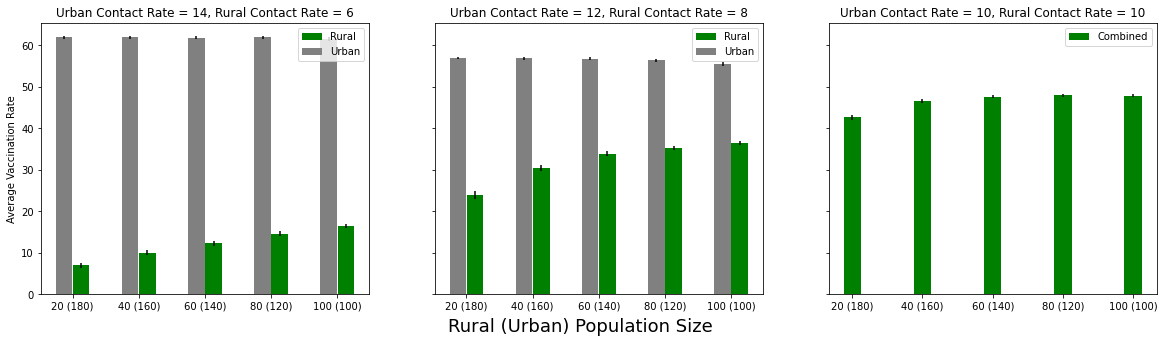 Urban Contact Rate = 14, Rural Contact Rate = 6
Urban Contact Rate = 12, Rural Contact Rate = 8
Urban Contact Rate = 10, Rural Contact Rate = 10
Rural
Urban
Rural
Urban
Combined
Average Vaccination Rate
60
50
40
30
20
10
0
20 (180)
40 (160)
60 (140)
80 (120)
100 (100)
20 (180)
40 (160)
60 (140)
80 (120)
100 (100)
20 (180)
40 (160)
60 (140)
80 (120)
100 (100)
Rural (Urban) Population Size